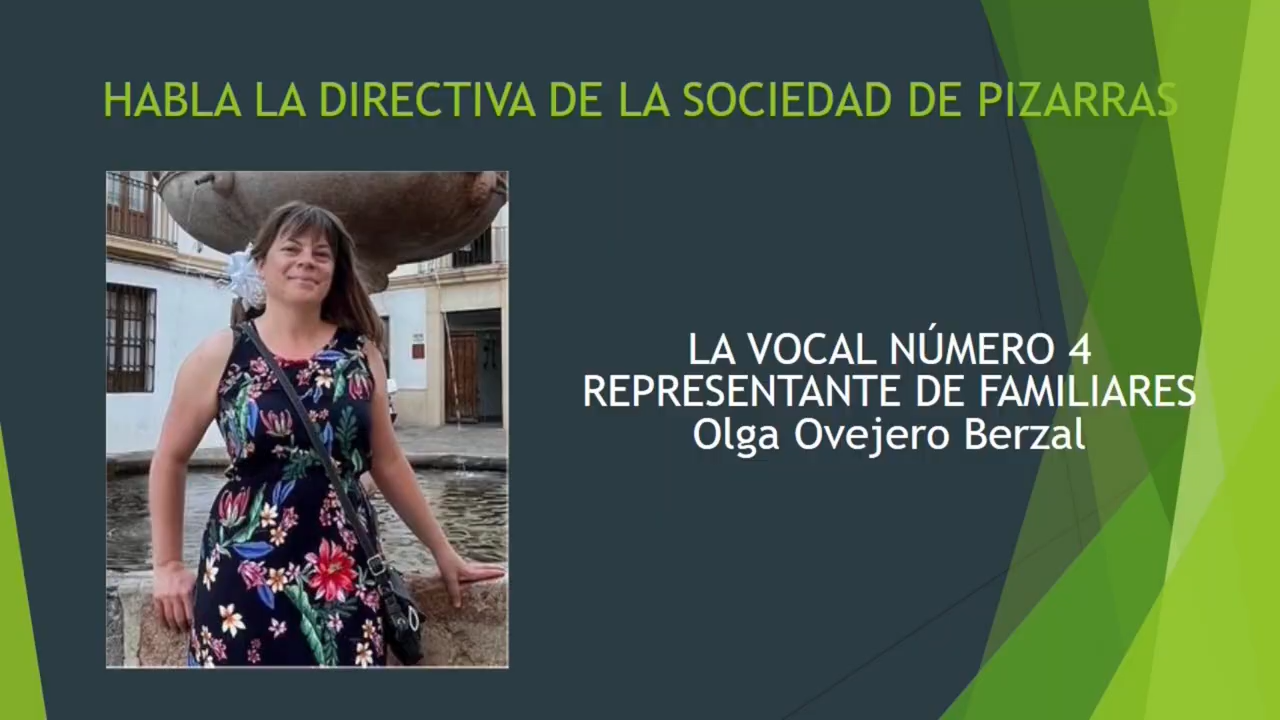 HABLA LA DIRECTIVA DE LA SOCIEDAD DE PIZARRAS
LA VOCAL NÚMERO 4
REPRESENTANTE DE FAMILIARES
Olga Ovejero Berzal